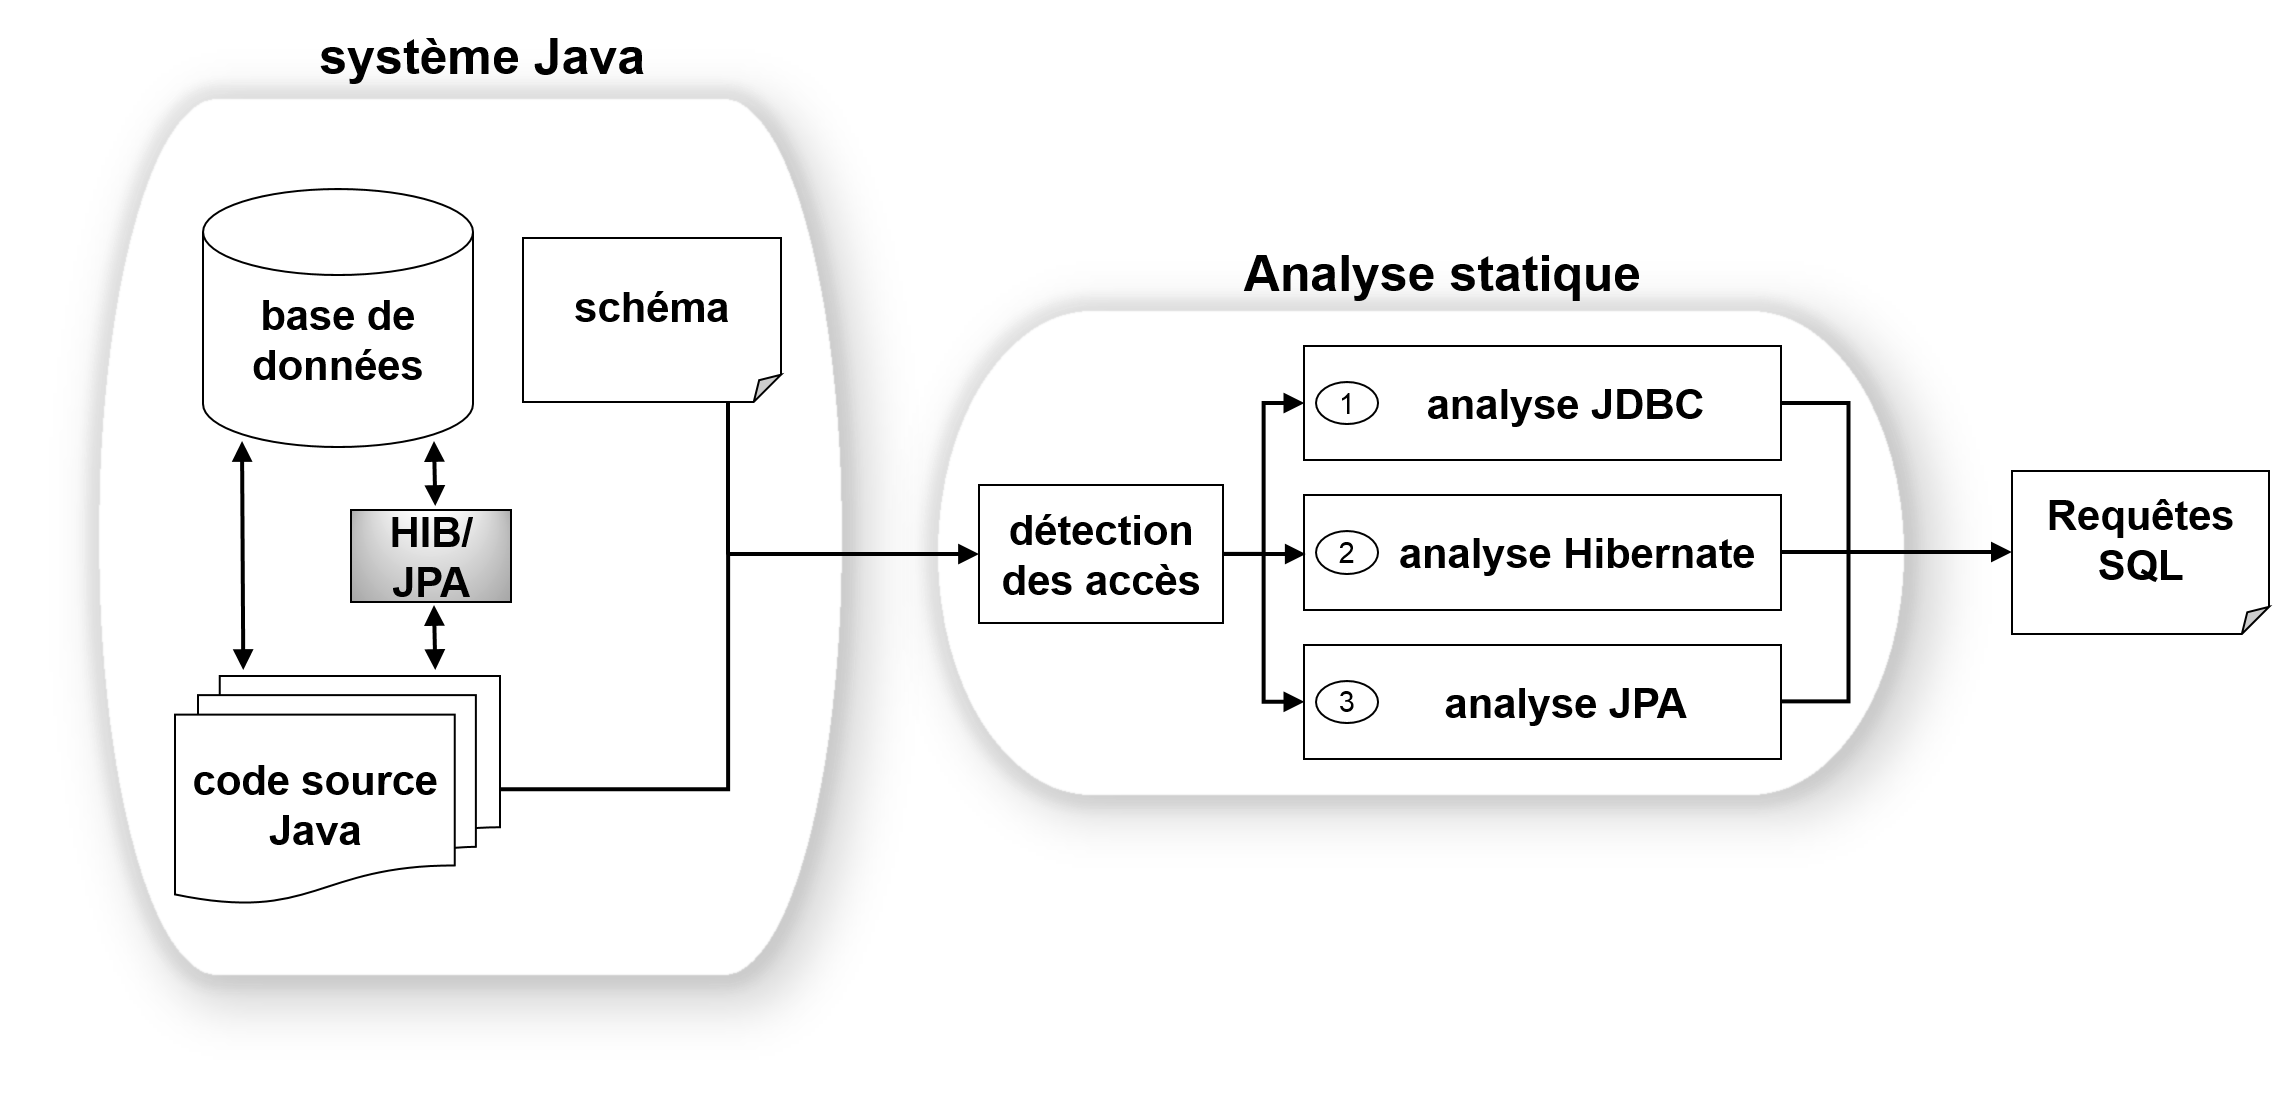 système Java
base de
données
schéma
HIB/
JPA
code source
Java
Analyse statique
détection
des accès
1 analyse JDBC
2 analyse Hibernate
3 analyse JPA
Requêtes
SQL